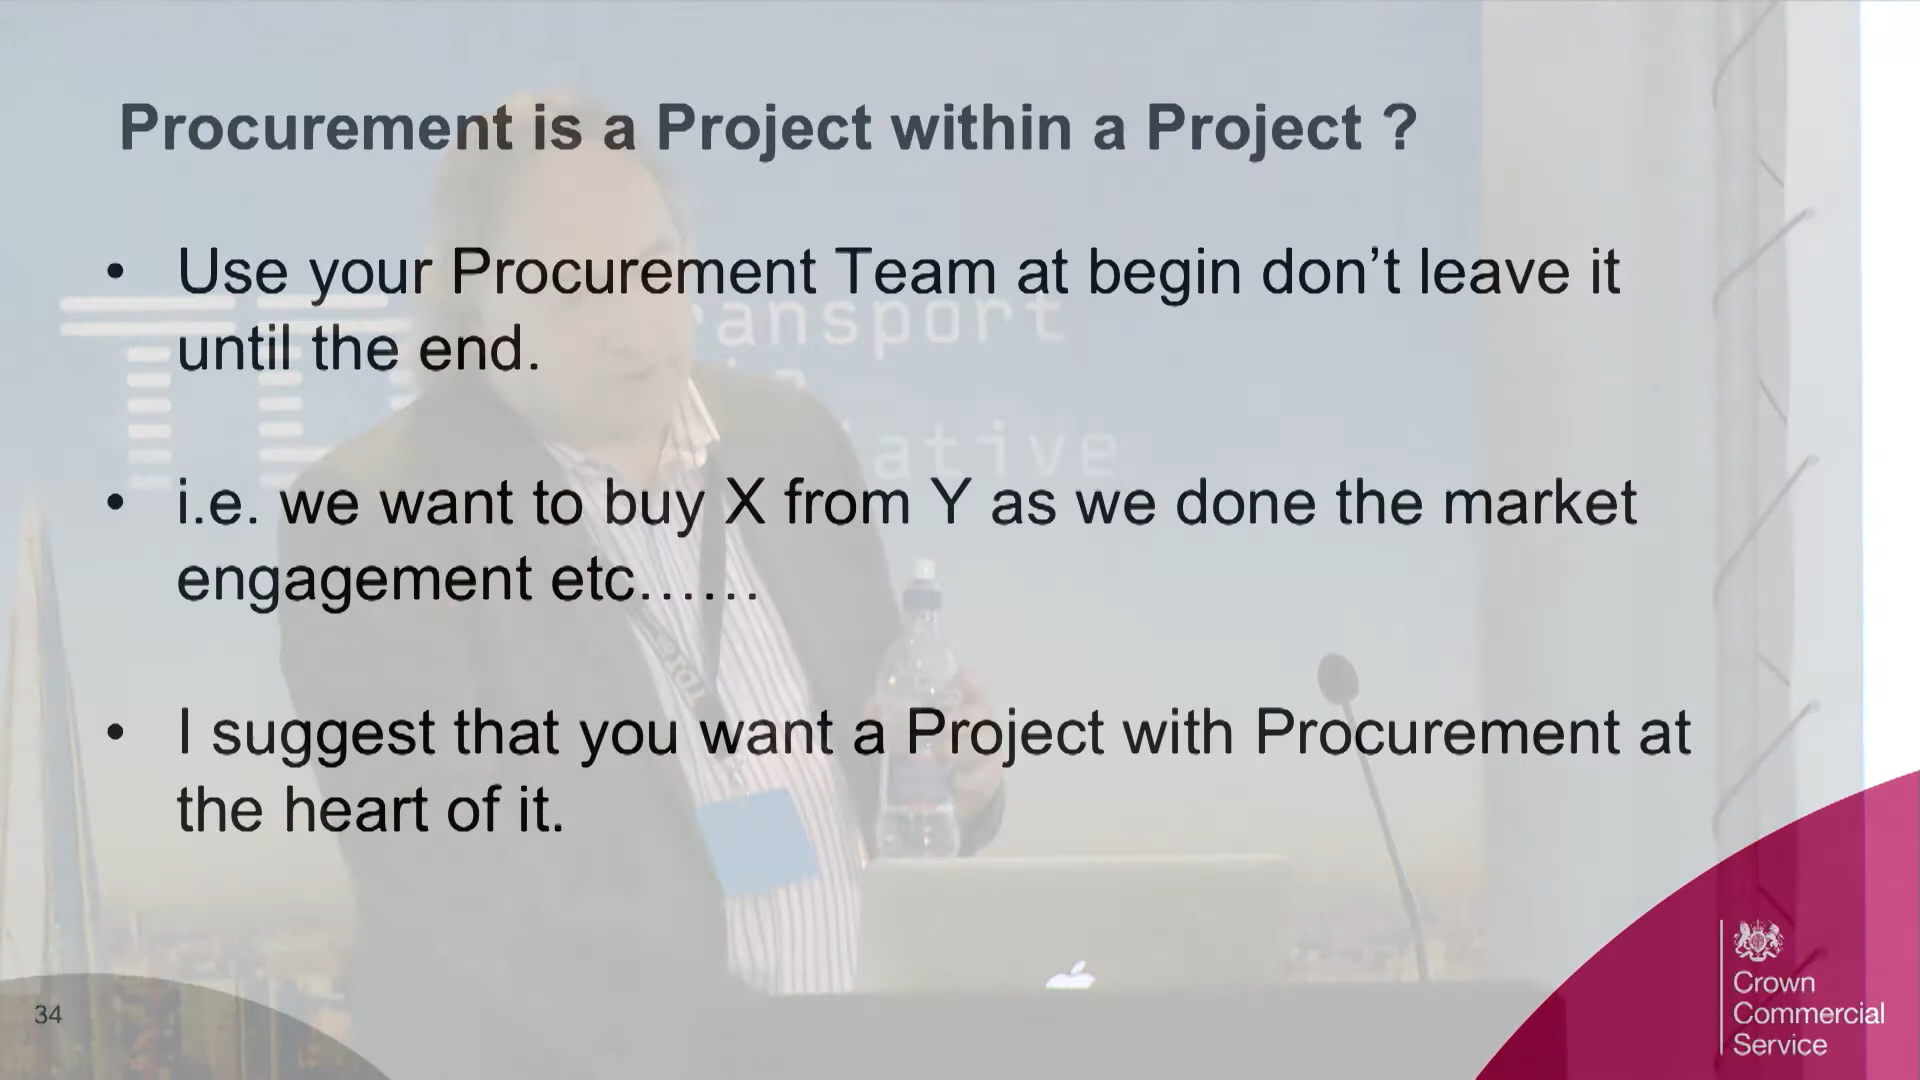 Procurement is a Project within a Project ?
• Use your Procurement Team at begin don’t leave it
until the end.
ansport
ative
• i.e. we want to buy X from Y as we done the market
engagement etc……
• I suggest that you want a Project with Procurement at
the heart of it.
34
Crown
Commercial
Service